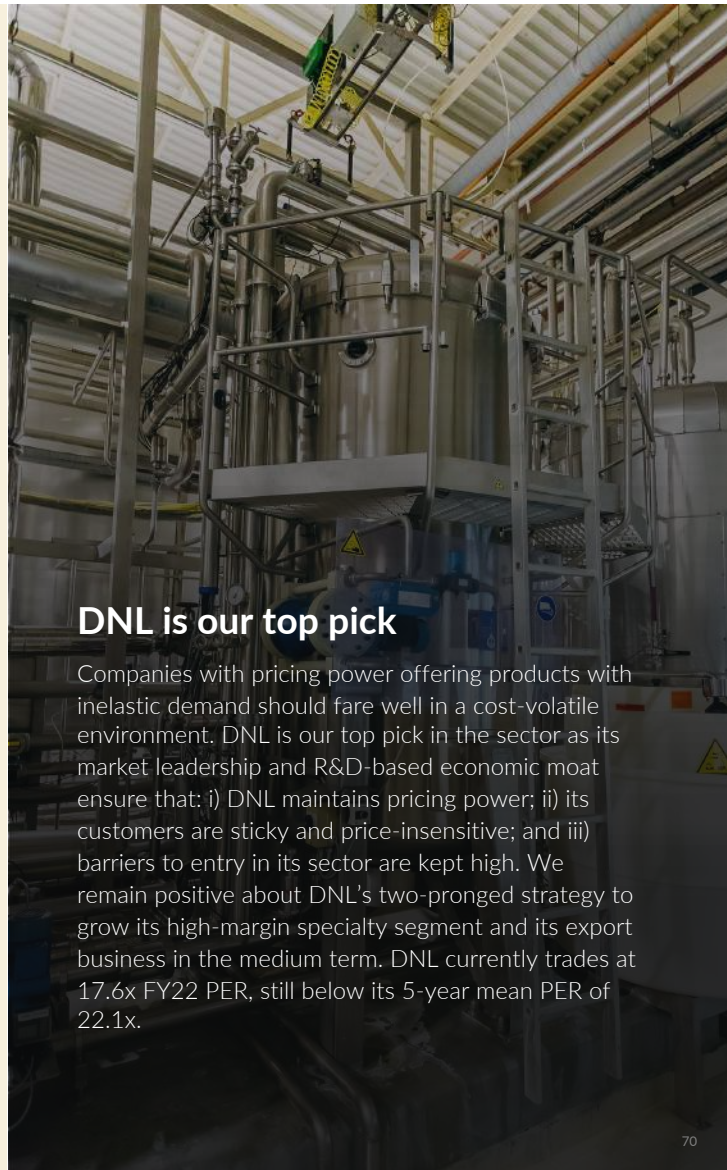 DNL is our top pick
Companies with pricing power offering products with
inelastic demand should fare well in a cost-volatile
environment. DNL is our top pick in the sector as its
market leadership and R&D-based economic moat
ensure that: i) DNL maintains pricing power; ii) its
customers are sticky and price-insensitive; and iii)
barriers to entry in its sector are kept high. We
remain positive about DNL’s two-pronged strategy to
grow its high-margin specialty segment and its export
business in the medium term. DNL currently trades at
17.6x FY22 PER, still below its 5-year mean PER of
22.1x.
70